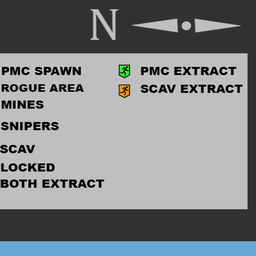 N
PMC SPAWN
ROGUE AREA
MINES
SNIPERS
SCAV
LOCKED
BOTH EXTRACT
PMC EXTRACT
SCAV EXTRACT